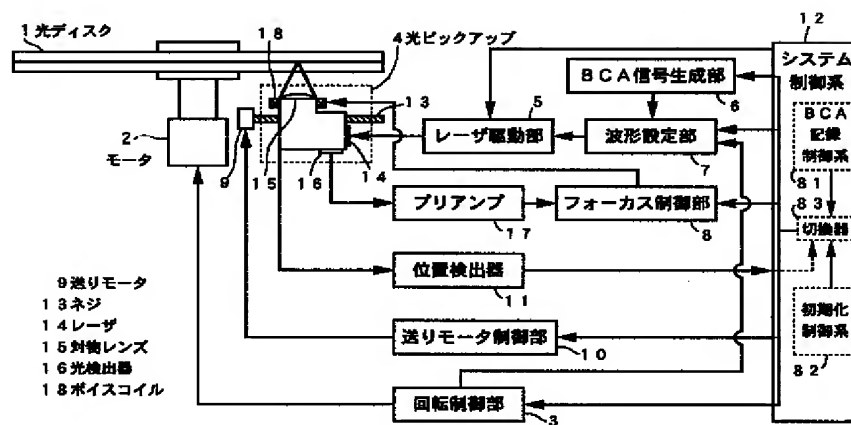 1光ディスク
18
4光ピックアップ
12
システム
制御系
BCA信号生成部
6
13
5
レーザ駆動部
波形設定部
7
BCA
記録
制御系
81
83
切換器
2
モータ
9
15
16
14
プリアンプ
17
フォーカス制御部
8
位置検出器
11
初期化
制御系
82
送りモータ制御部
10
回転制御部
3
9送りモータ
13ネジ
14レーザ
15対物レンズ
16光検出器
18ボイスコイル